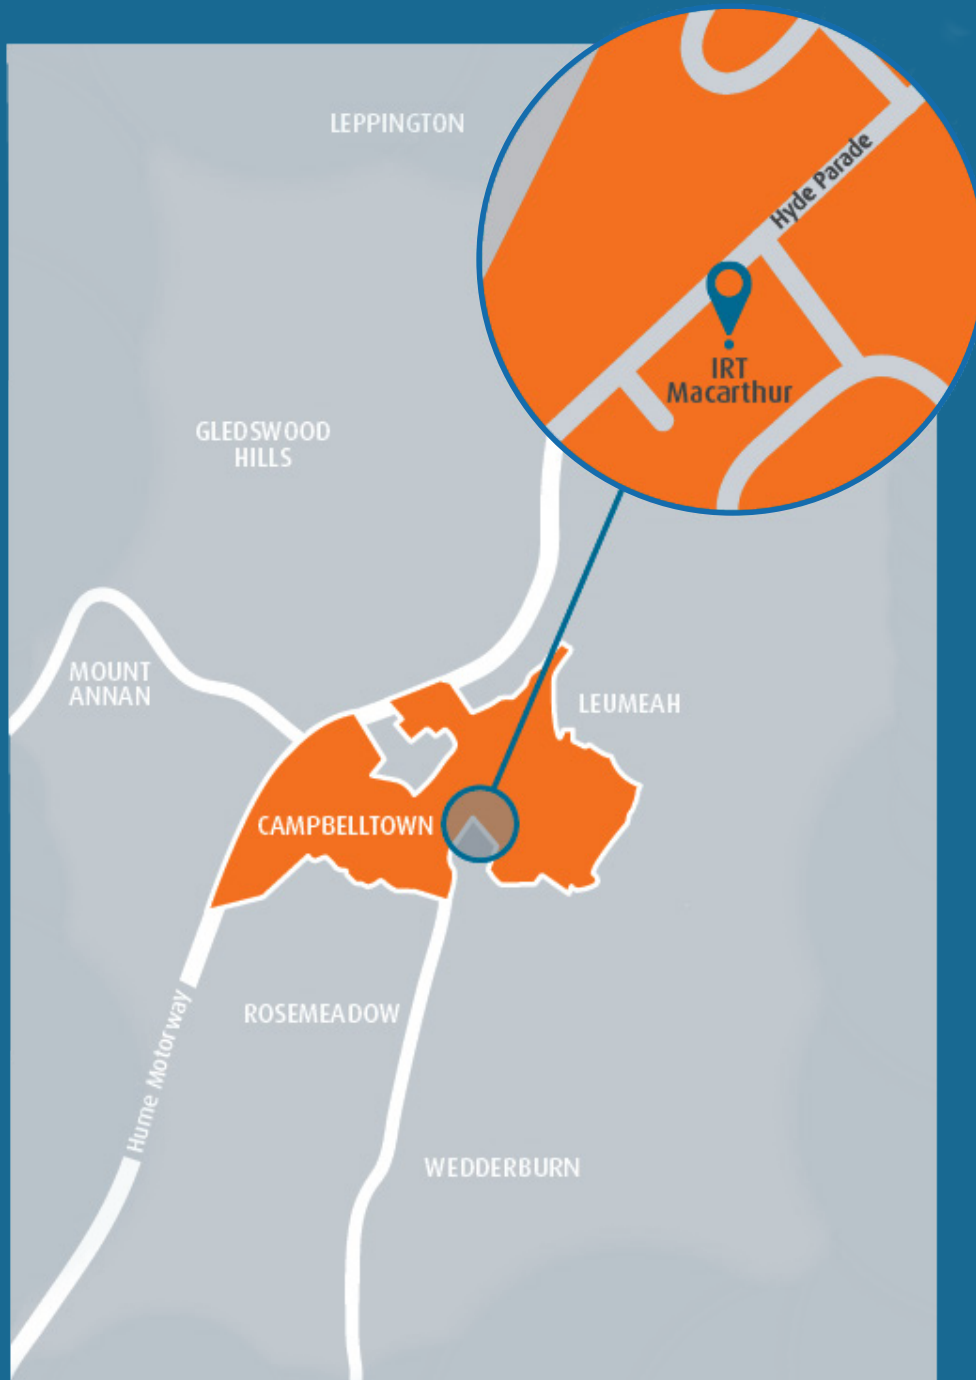 LEPPINGTON
Hyde Parade
IRT
Macarthur
GLEDSWOOD
HILLS
MOUNT
ANNAN
LEUMEAH
CAMPBELLTOWN
ROSEMEADOW
Hume Motorway
WEDDERBURN